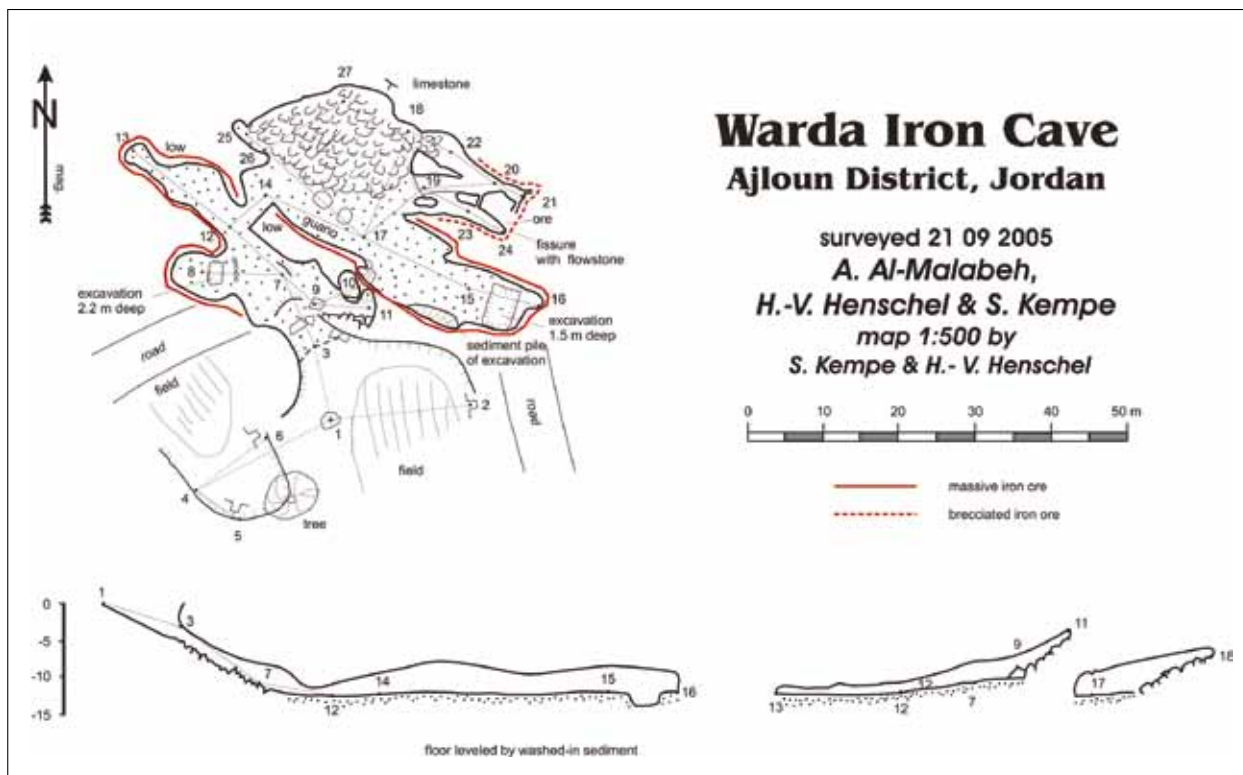 Warda Iron Cave
Ajloun District, Jordan
surveyed 21 09 2005
A. Al-Malabeh,
H.-V. Henschel & S. Kempe
map 1:500 by
S. Kempe & H.- V. Henschel
0 10 20 30 40 50 m
massive iron ore
brecciated iron ore
N
mag.
27
limestone
18
13
low
25
22
26
20
14
19
21
guano
ore
low
12
17
23
24
fissure
with flowstone
8
7
10
excavation
2.2 m deep
9
15
16
11
excavation
1.5 m deep
road
3
sediment pile
of excavation
field
2
road
1
6
field
4
tree
5
1
0
3
-5
7
-10
14
15
16
12
-15
11
9
12
18
17
13
12
7
floor leveled by washed-in sediment